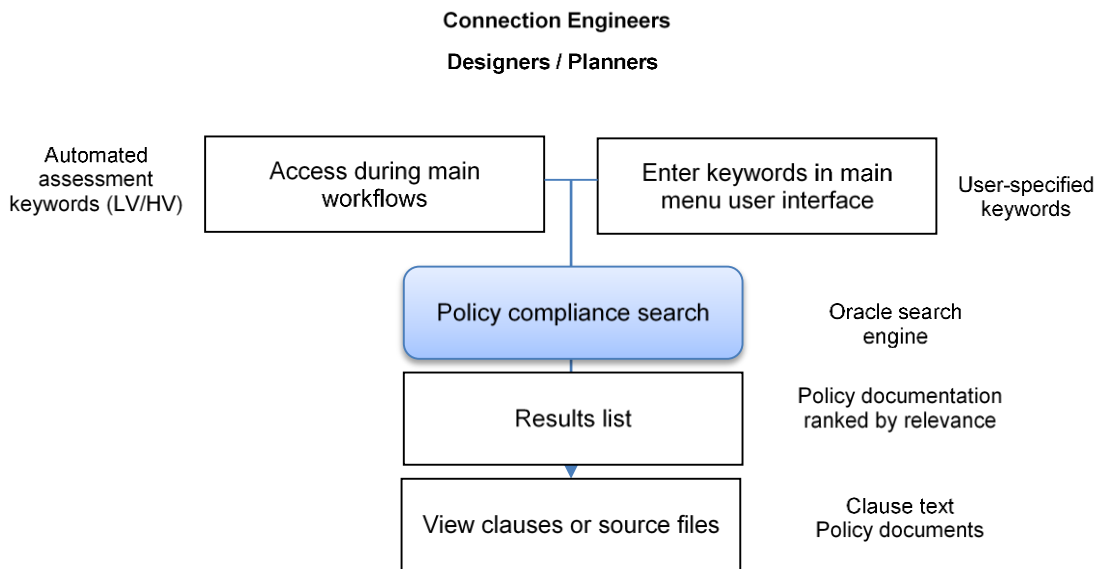 Connection Engineers
Designers / Planners
Automated
assessment
keywords (LV/HV)
Access during main
workflows
Enter keywords in main
menu user interface
User-specified
keywords
Policy compliance search
Oracle search
engine
Results list
Policy documentation
ranked by relevance
View clauses or source files
Clause text
Policy documents